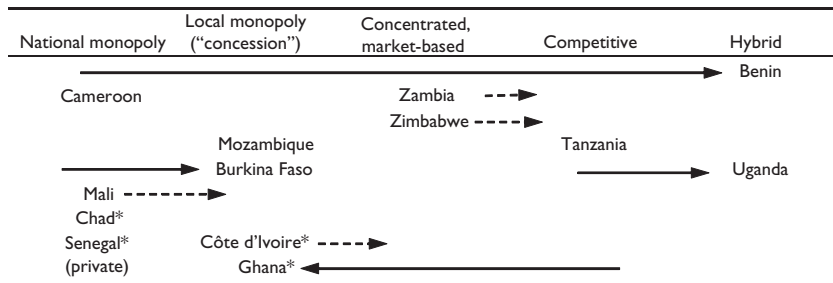 National monopoly Local monopoly (“concession”) Concentrated, market-based Competitive Hybrid
Benin
Cameroon Zambia
Zimbabwe
Mozambique Tanzania
Burkina Faso Uganda
Mali
Chad*
Senegal* Côte d’Ivoire*
(private) Ghana*